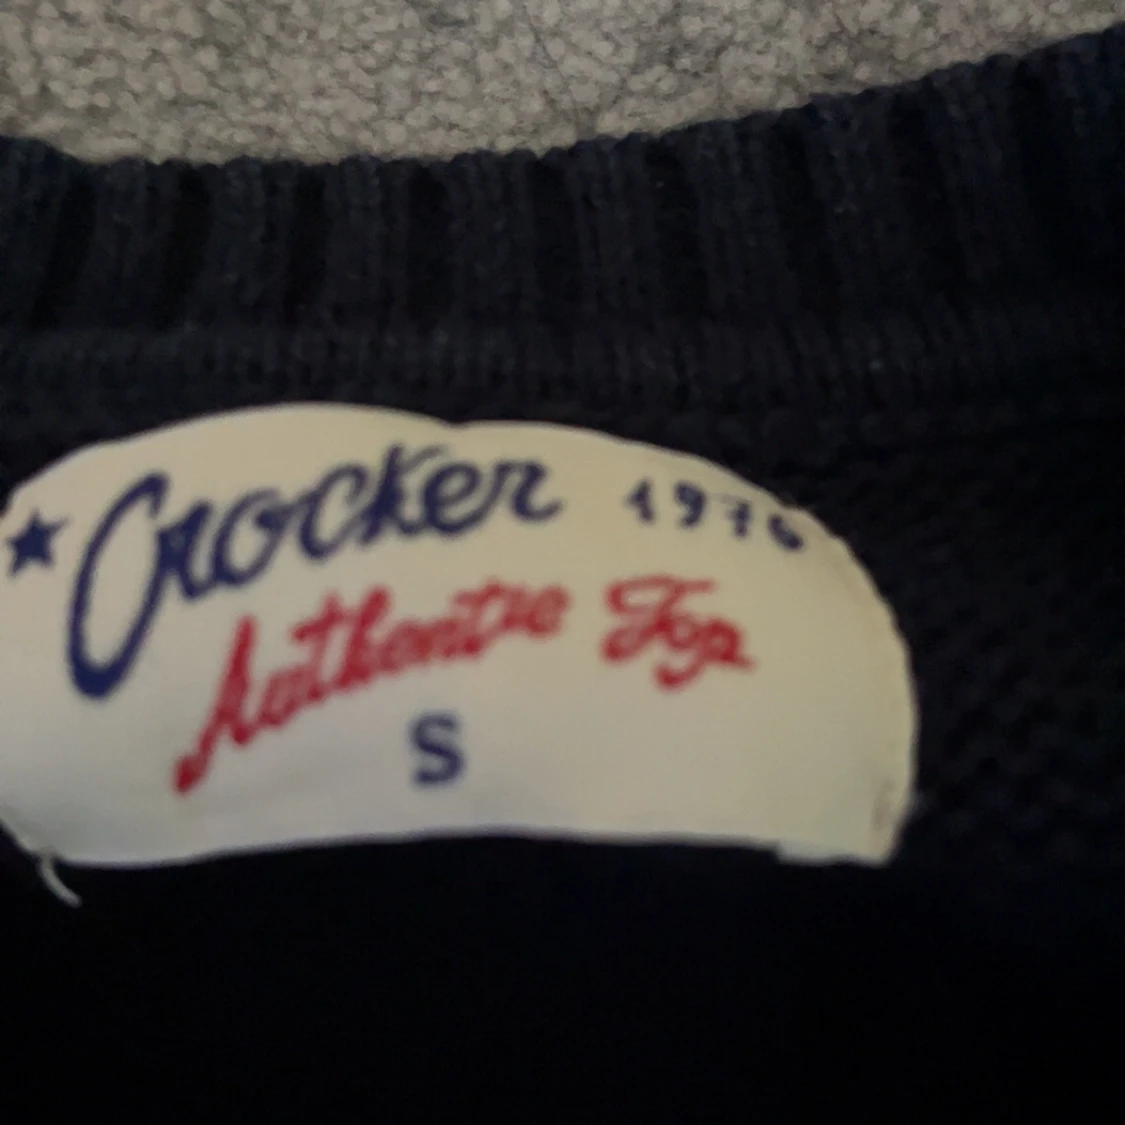 Crocker 1976
Authentic Top
S